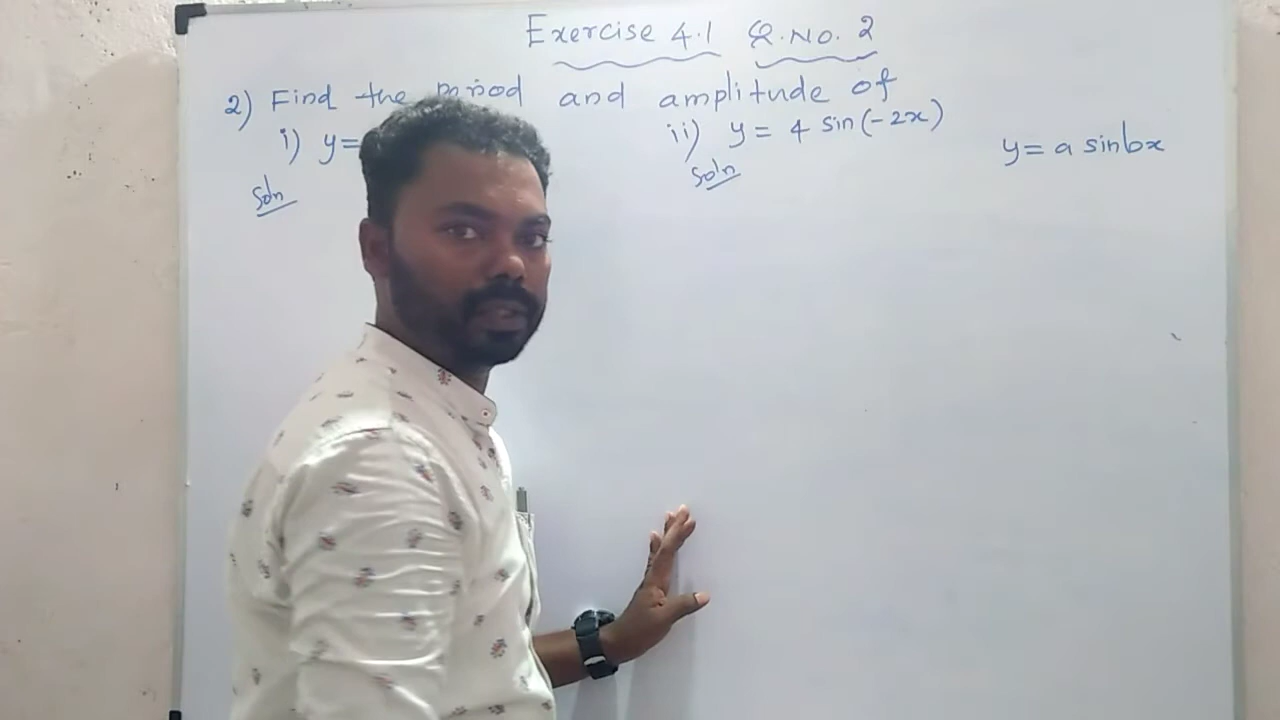 Exercise 4.1 Q.No. 2
2) Find the period and amplitude of
i) y= ii) y = 4 sin(-2x)
y= a sinbx
Soln Soln